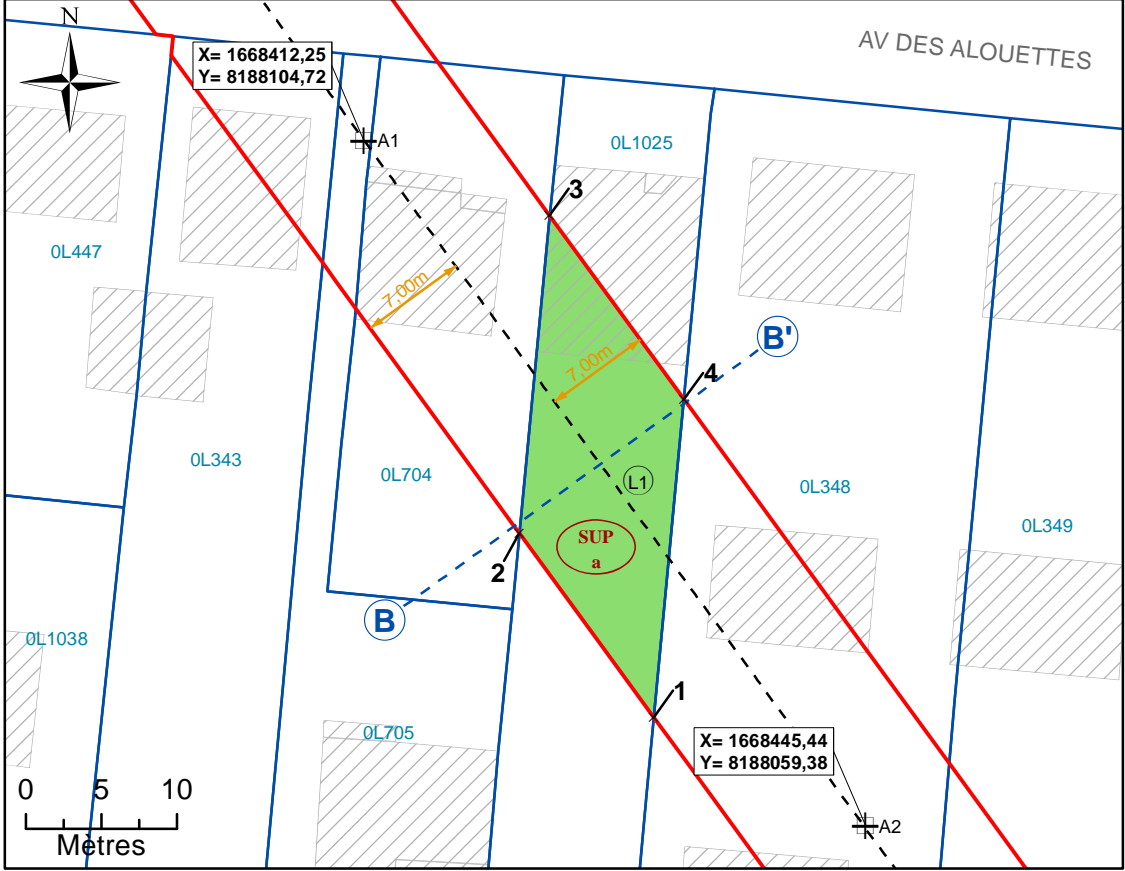 N
AV DES ALOUETTES
X= 1668412,25
Y= 8188104,72
A1
0L1025
3
0L447
7,00m
7,00m
B'
4
0L343
0L704
L1
0L348
0L349
SUP
a
2
B
0L1038
1
0L705
X= 1668445,44
Y= 8188059,38
A2
0 5 10
Mètres